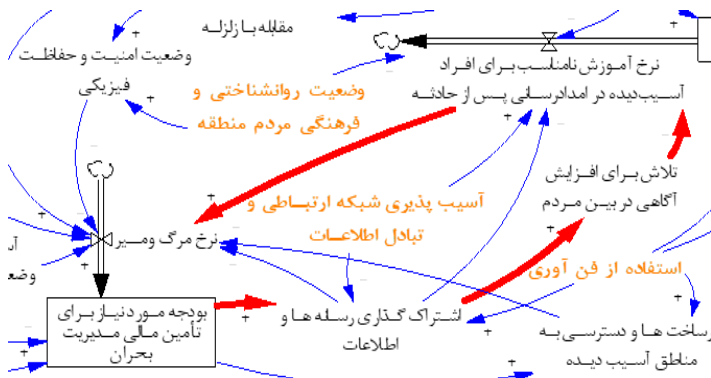 مقابله با زلزله
وضعیت امنیت و حفاظت
فیزیکی
وضعیت روانشناختی و
فرهنگی مردم منطقه
نرخ آموزش نامناسب برای افراد
آسیب‌دیده در امدادرسانی پس از حادثه
تلاش برای افزایش
آگاهی در بین مردم
آسیب پذیری شبکه ارتباطی و
تبادل اطلاعات
نرخ مرگ ومیر
وضع
استفاده از فن آوری
بودجه مورد نیاز برای
تأمین مالی مدیریت
بحران
اشتراک گذاری رسانه ها و
اطلاعات
رساخت ها و دسترسی به
مناطق آسیب دیده